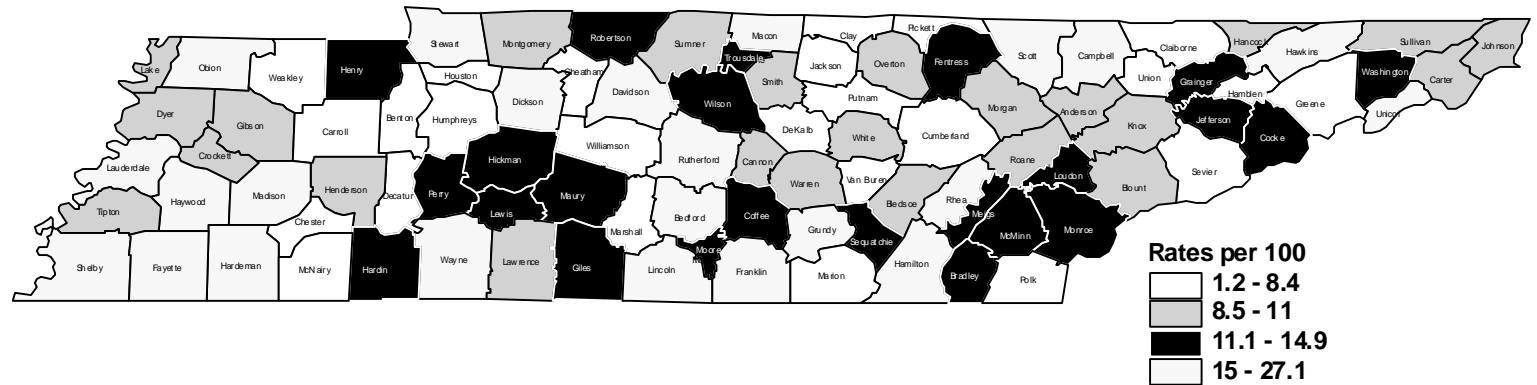 Stewart
Montgomery
Robertson
Sumner
Macon
Clay
Pickett
Trousdale
Lake
Obion
Weakley
Henry
Houston
Cheatham
Davidson
Wilson
Smith
Jackson
Overton
Fentress
Scott
Campbell
Claiborne
Union
Hancock
Hawkins
Sullivan
Johnson
Carter
Washington
Grainger
Hamblen
Greene
Unicoi
Dyer
Gibson
Carroll
Benton
Humphreys
Dickson
Williamson
Rutherford
Putnam
DeKalb
White
Cumberland
Morgan
Anderson
Knox
Jefferson
Cocke
Crockett
Lauderdale
Haywood
Madison
Henderson
Decatur
Perry
Hickman
Lewis
Maury
Cannon
Warren
Van Buren
Bledsoe
Rhea
Roane
Loudon
Blount
Sevier
Tipton
Chester
Marshall
Bedford
Coffee
Grundy
Sequatchie
Meigs
McMinn
Monroe
Shelby
Fayette
Hardeman
McNairy
Hardin
Wayne
Lawrence
Giles
Lincoln
Moore
Franklin
Marion
Hamilton
Bradley
Polk
Rates per 100
1.2 - 8.4
8.5 - 11
11.1 - 14.9
15 - 27.1